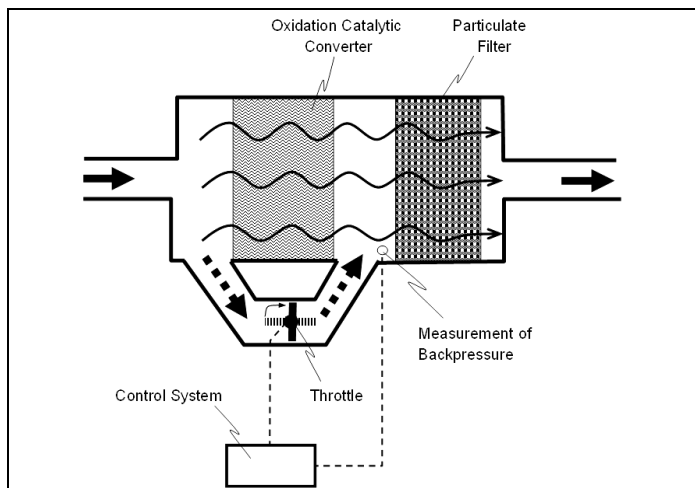 Oxidation Catalytic
Converter
Particulate
Filter
Measurement of
Backpressure
Control System
Throttle